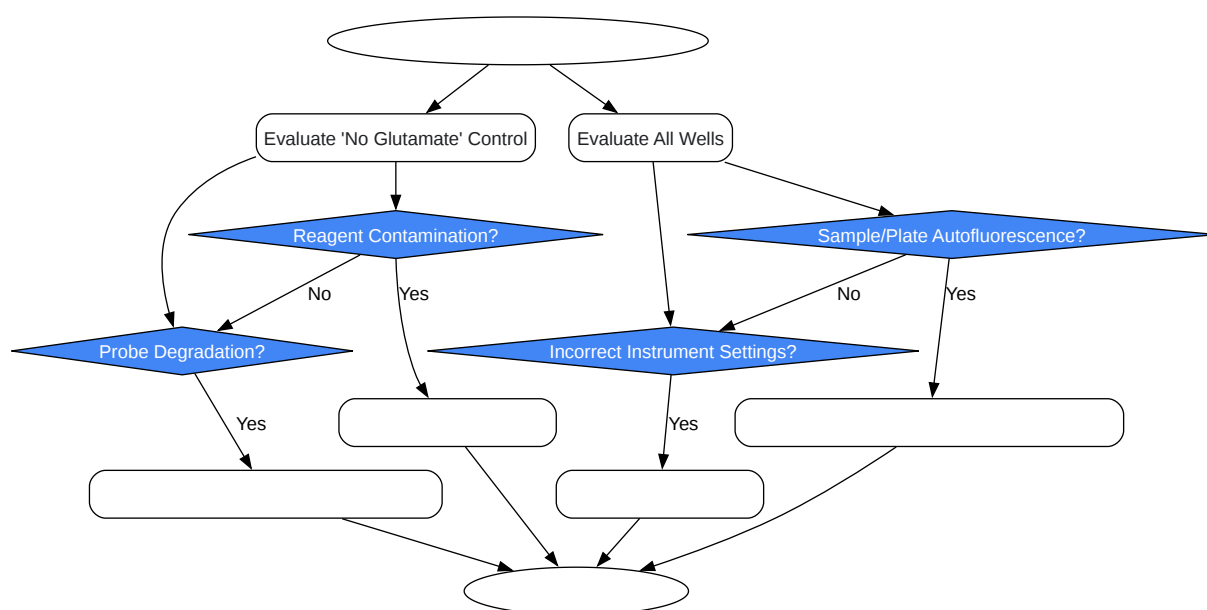 Evaluate 'No Glutamate' Control
Evaluate All Wells
Reagent Contamination?
Sample/Plate Autofluorescence?
No
Yes
No
Yes
Probe Degradation?
Incorrect Instrument Settings?
Yes
Yes